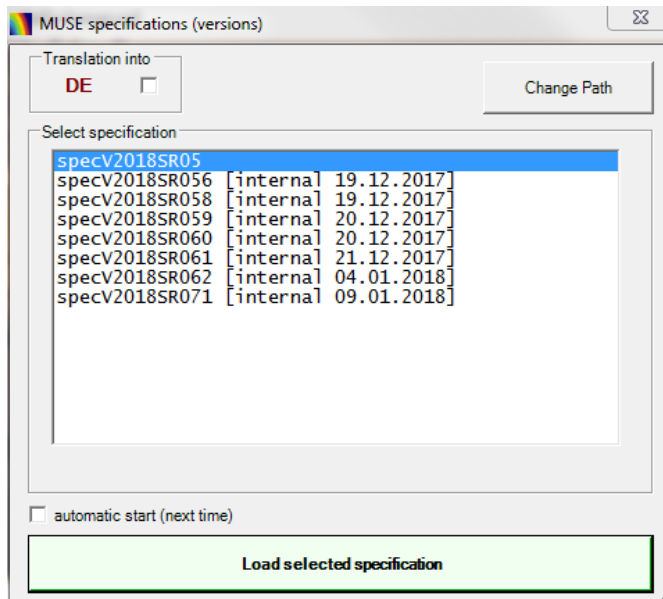 MUSE specifications (versions)
Translation into
DE
Change Path
Select specification
specV2018SR05
specV2018SR056 [internal 19.12.2017]
specV2018SR058 [internal 19.12.2017]
specV2018SR059 [internal 20.12.2017]
specV2018SR060 [internal 20.12.2017]
specV2018SR061 [internal 21.12.2017]
specV2018SR062 [internal 04.01.2018]
specV2018SR071 [internal 09.01.2018]
automatic start (next time)
Load selected specification